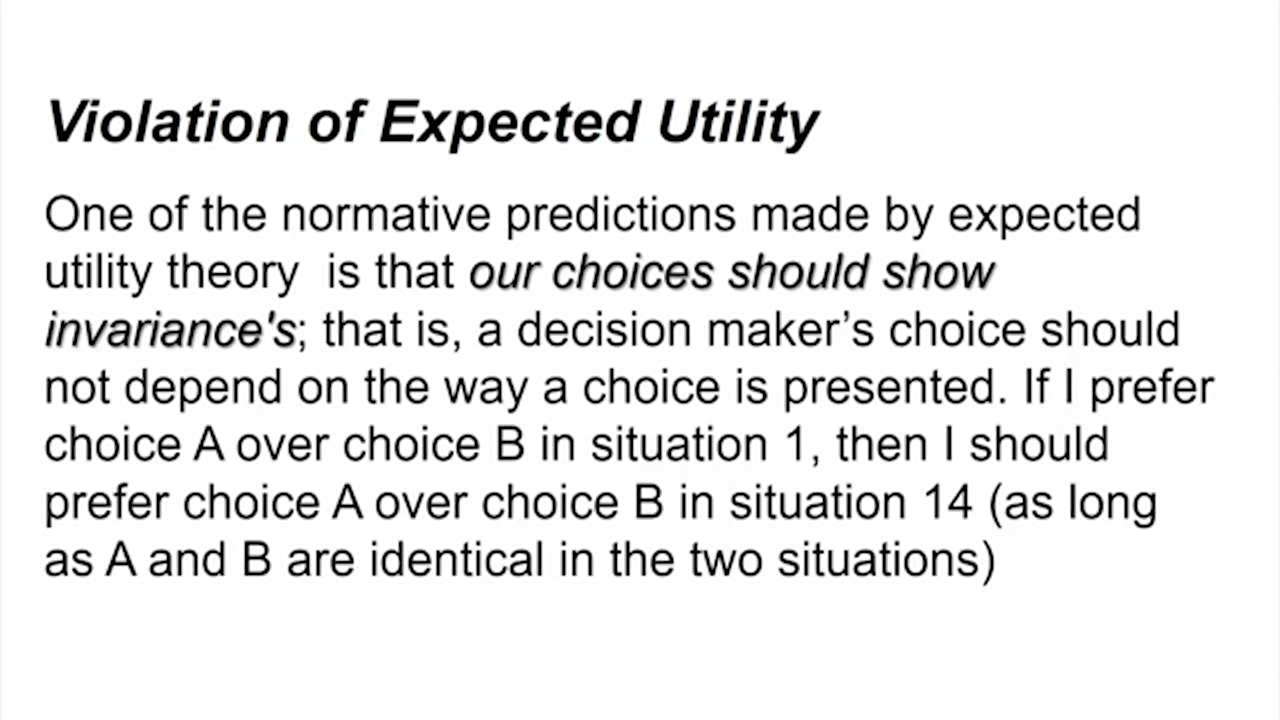 Violation of Expected Utility
One of the normative predictions made by expected
utility theory  is that our choices should show
invariance's; that is, a decision maker’s choice should
not depend on the way a choice is presented. If I prefer
choice A over choice B in situation 1, then I should
prefer choice A over choice B in situation 14 (as long
as A and B are identical in the two situations)